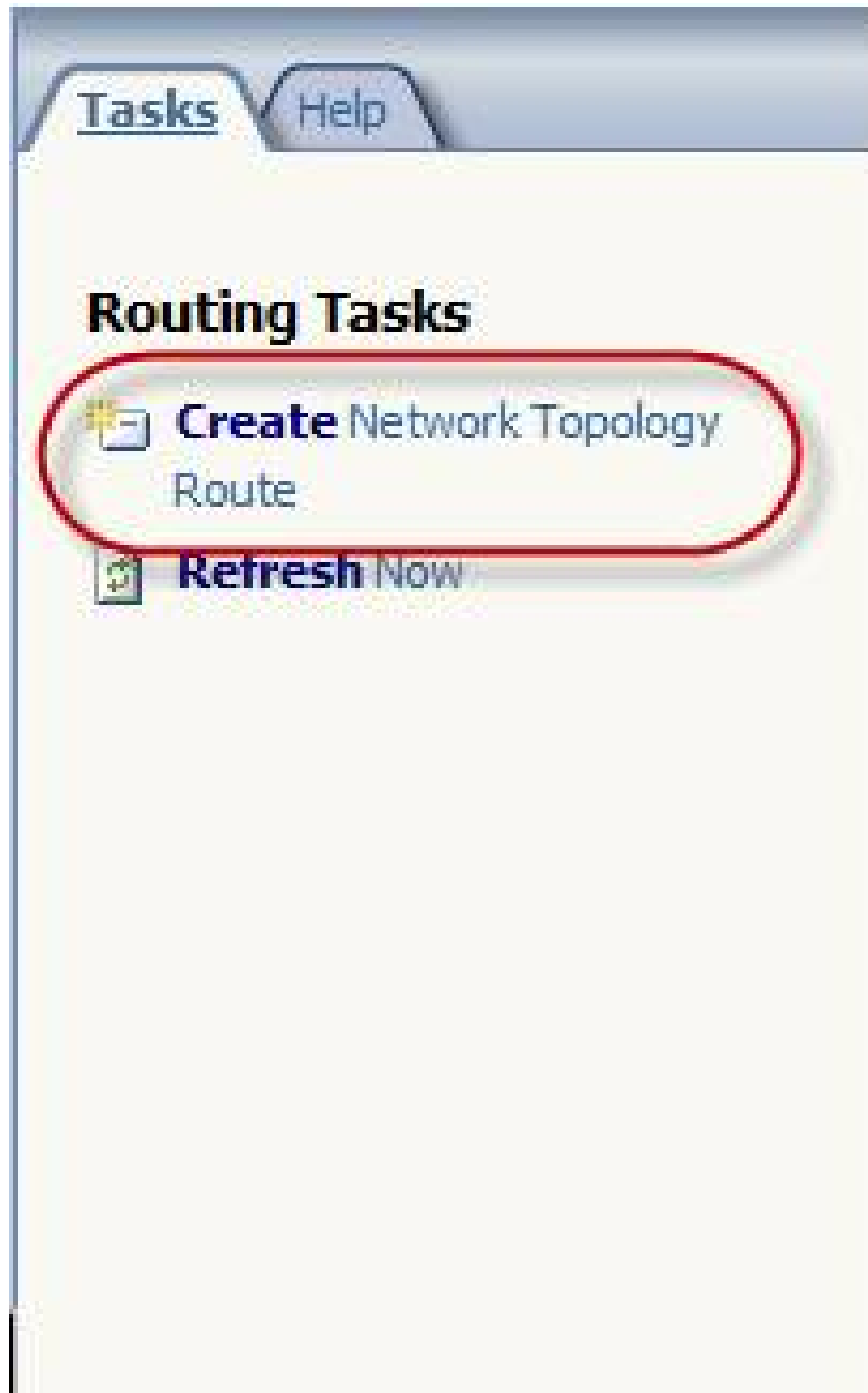 Tasks Help
Routing Tasks
Create Network Topology
Route
Refresh Now